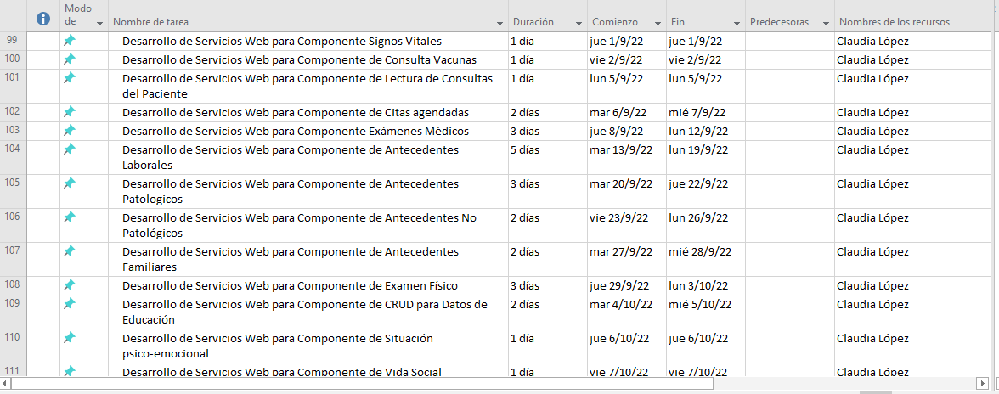 Modo
de
Nombre de tarea Duración Comienzo Fin Predecesoras Nombres de los recursos
99 Desarrollo de Servicios Web para Componente Signos Vitales 1 día jue 1/9/22 jue 1/9/22 Claudia López
100 Desarrollo de Servicios Web para Componente de Consulta Vacunas 1 día vie 2/9/22 vie 2/9/22 Claudia López
101 Desarrollo de Servicios Web para Componente de Lectura de Consultas 1 día lun 5/9/22 lun 5/9/22 Claudia López
del Paciente
102 Desarrollo de Servicios Web para Componente de Citas agendadas 2 días mar 6/9/22 mié 7/9/22 Claudia López
103 Desarrollo de Servicios Web para Componente Exámenes Médicos 3 días jue 8/9/22 lun 12/9/22 Claudia López
104 Desarrollo de Servicios Web para Componente de Antecedentes 5 días mar 13/9/22 lun 19/9/22 Claudia López
Laborales
105 Desarrollo de Servicios Web para Componente de Antecedentes 3 días mar 20/9/22 jue 22/9/22 Claudia López
Patologicos
106 Desarrollo de Servicios Web para Componente de Antecedentes No 2 días vie 23/9/22 lun 26/9/22 Claudia López
Patológicos
107 Desarrollo de Servicios Web para Componente de Antecedentes 2 días mar 27/9/22 mié 28/9/22 Claudia López
Familiares
108 Desarrollo de Servicios Web para Componente de Examen Físico 3 días jue 29/9/22 lun 3/10/22 Claudia López
109 Desarrollo de Servicios Web para Componente de CRUD para Datos de 2 días mar 4/10/22 mié 5/10/22 Claudia López
Educación
110 Desarrollo de Servicios Web para Componente de Situación 1 día jue 6/10/22 jue 6/10/22 Claudia López
psico-emocional
111 Desarrollo de Servicios Web para Componente de Vida Social 1 día vie 7/10/22 vie 7/10/22 Claudia López